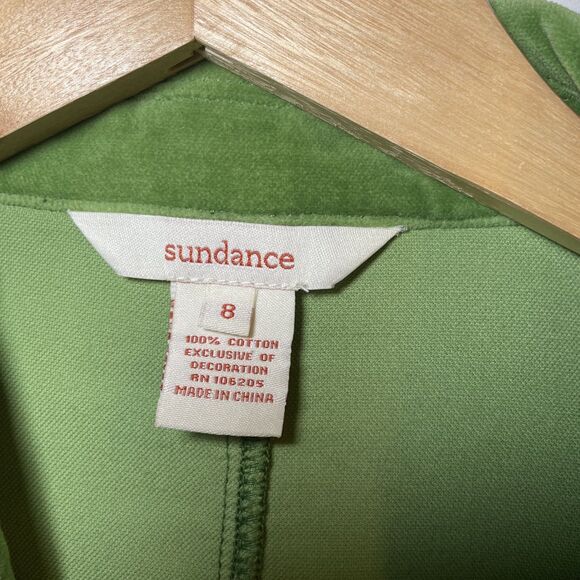 sundance
8
100% COTTON
EXCLUSIVE OF
DECORATION
RN 106205
MADE IN CHINA